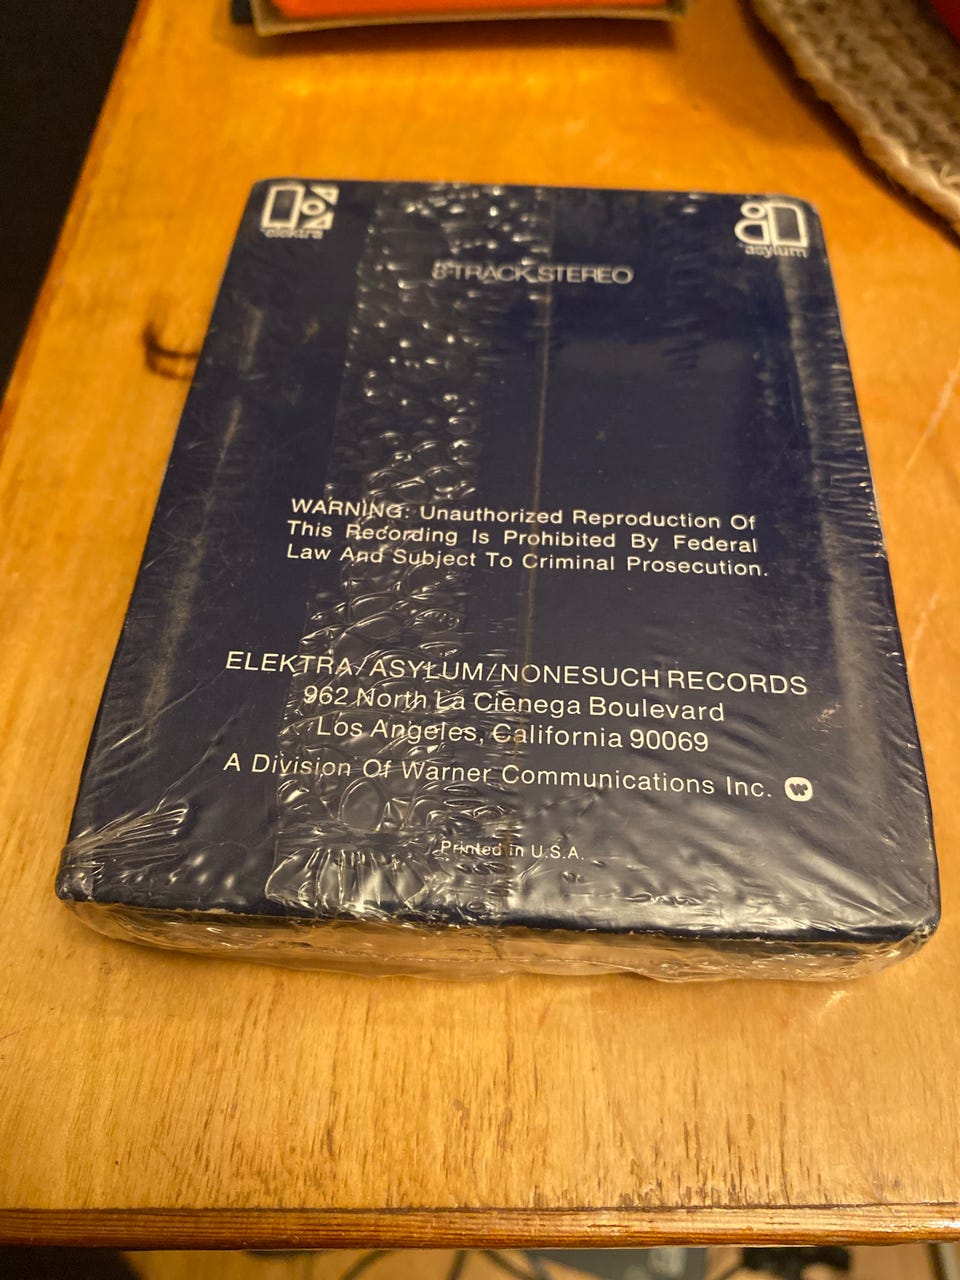 elektra
asylum
8-TRACK STEREO
WARNING: Unauthorized Reproduction Of
This Recording Is Prohibited By Federal
Law And Subject To Criminal Prosecution.
ELEKTRA/ASYLUM/NONESUCH RECORDS
962 North La Cienega Boulevard
Los Angeles, California 90069
A Division Of Warner Communications Inc.
Printed in U.S.A.